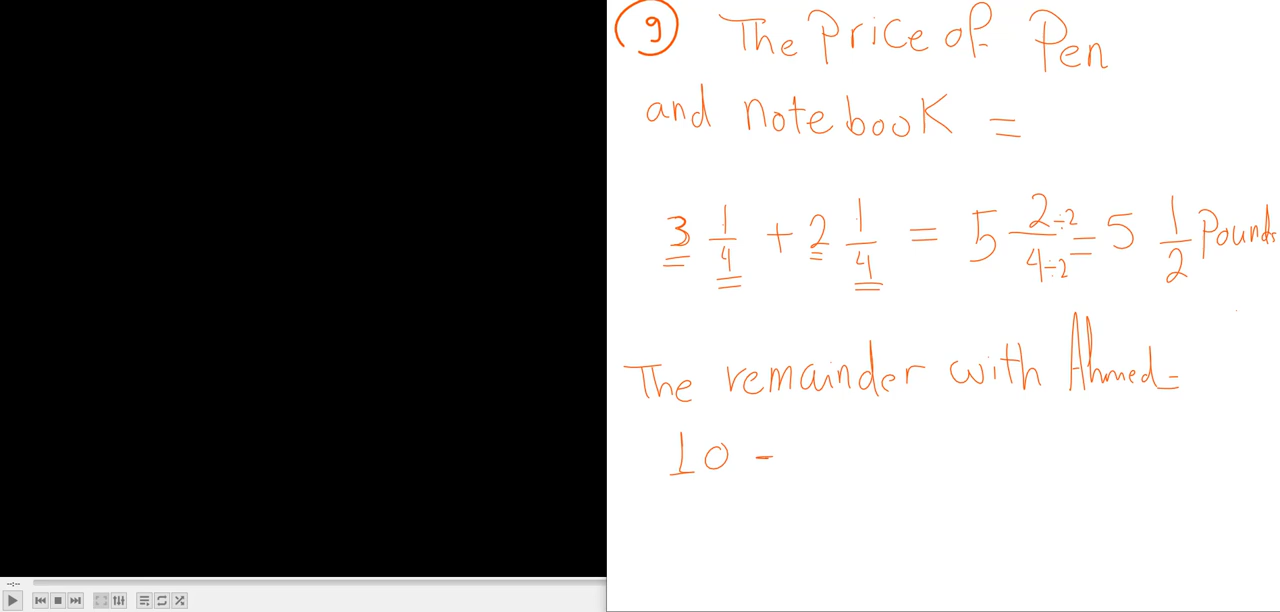 9 The Price of Pen
and notebook =
3 1/4 + 2 1/4 = 5 2÷2/4÷2 = 5 1/2 Pounds
The remainder with Ahmed =
10 -
--:--